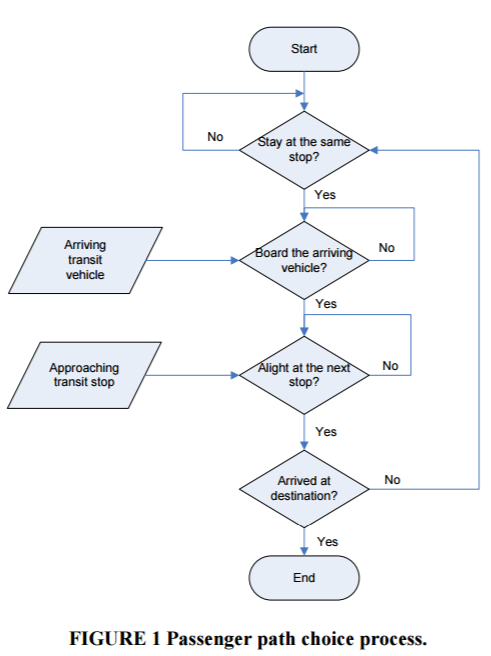 Start
No
Stay at the same
stop?
Yes
Arriving
transit
vehicle
Board the arriving
vehicle?
No
Yes
Approaching
transit stop
Alight at the next
stop?
No
Yes
Arrived at
destination?
No
Yes
End
FIGURE 1 Passenger path choice process.